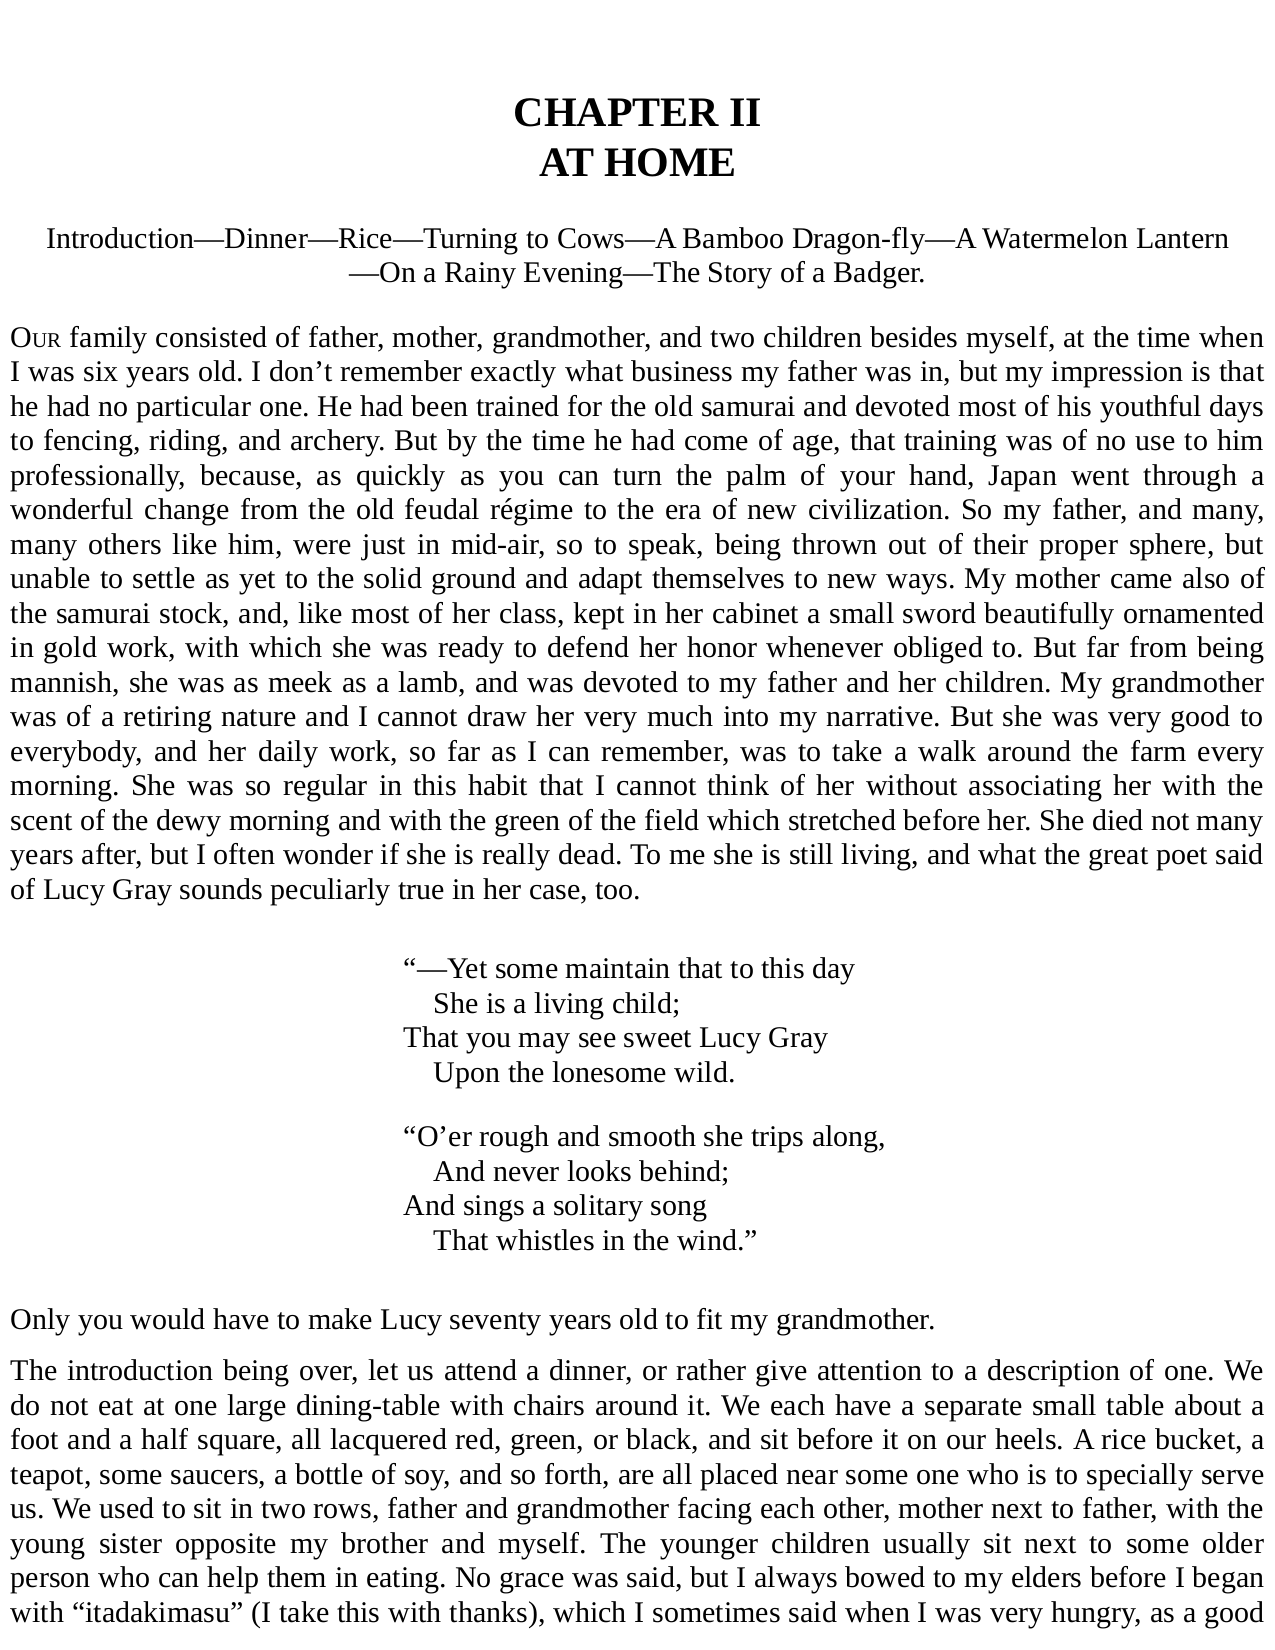 CHAPTER II
AT HOME
Introduction—Dinner—Rice—Turning to Cows—A Bamboo Dragon-fly—A Watermelon Lantern
—On a Rainy Evening—The Story of a Badger.
OUR family consisted of father, mother, grandmother, and two children besides myself, at the time when
I was six years old. I don’t remember exactly what business my father was in, but my impression is that
he had no particular one. He had been trained for the old samurai and devoted most of his youthful days
to fencing, riding, and archery. But by the time he had come of age, that training was of no use to him
professionally, because, as quickly as you can turn the palm of your hand, Japan went through a
wonderful change from the old feudal régime to the era of new civilization. So my father, and many,
many others like him, were just in mid-air, so to speak, being thrown out of their proper sphere, but
unable to settle as yet to the solid ground and adapt themselves to new ways. My mother came also of
the samurai stock, and, like most of her class, kept in her cabinet a small sword beautifully ornamented
in gold work, with which she was ready to defend her honor whenever obliged to. But far from being
mannish, she was as meek as a lamb, and was devoted to my father and her children. My grandmother
was of a retiring nature and I cannot draw her very much into my narrative. But she was very good to
everybody, and her daily work, so far as I can remember, was to take a walk around the farm every
morning. She was so regular in this habit that I cannot think of her without associating her with the
scent of the dewy morning and with the green of the field which stretched before her. She died not many
years after, but I often wonder if she is really dead. To me she is still living, and what the great poet said
of Lucy Gray sounds peculiarly true in her case, too.
“—Yet some maintain that to this day
She is a living child;
That you may see sweet Lucy Gray
Upon the lonesome wild.
“O’er rough and smooth she trips along,
And never looks behind;
And sings a solitary song
That whistles in the wind.”
Only you would have to make Lucy seventy years old to fit my grandmother.
The introduction being over, let us attend a dinner, or rather give attention to a description of one. We
do not eat at one large dining-table with chairs around it. We each have a separate small table about a
foot and a half square, all lacquered red, green, or black, and sit before it on our heels. A rice bucket, a
teapot, some saucers, a bottle of soy, and so forth, are all placed near some one who is to specially serve
us. We used to sit in two rows, father and grandmother facing each other, mother next to father, with the
young sister opposite my brother and myself. The younger children usually sit next to some older
person who can help them in eating. No grace was said, but I always bowed to my elders before I began
with “itadakimasu” (I take this with thanks), which I sometimes said when I was very hungry, as a good